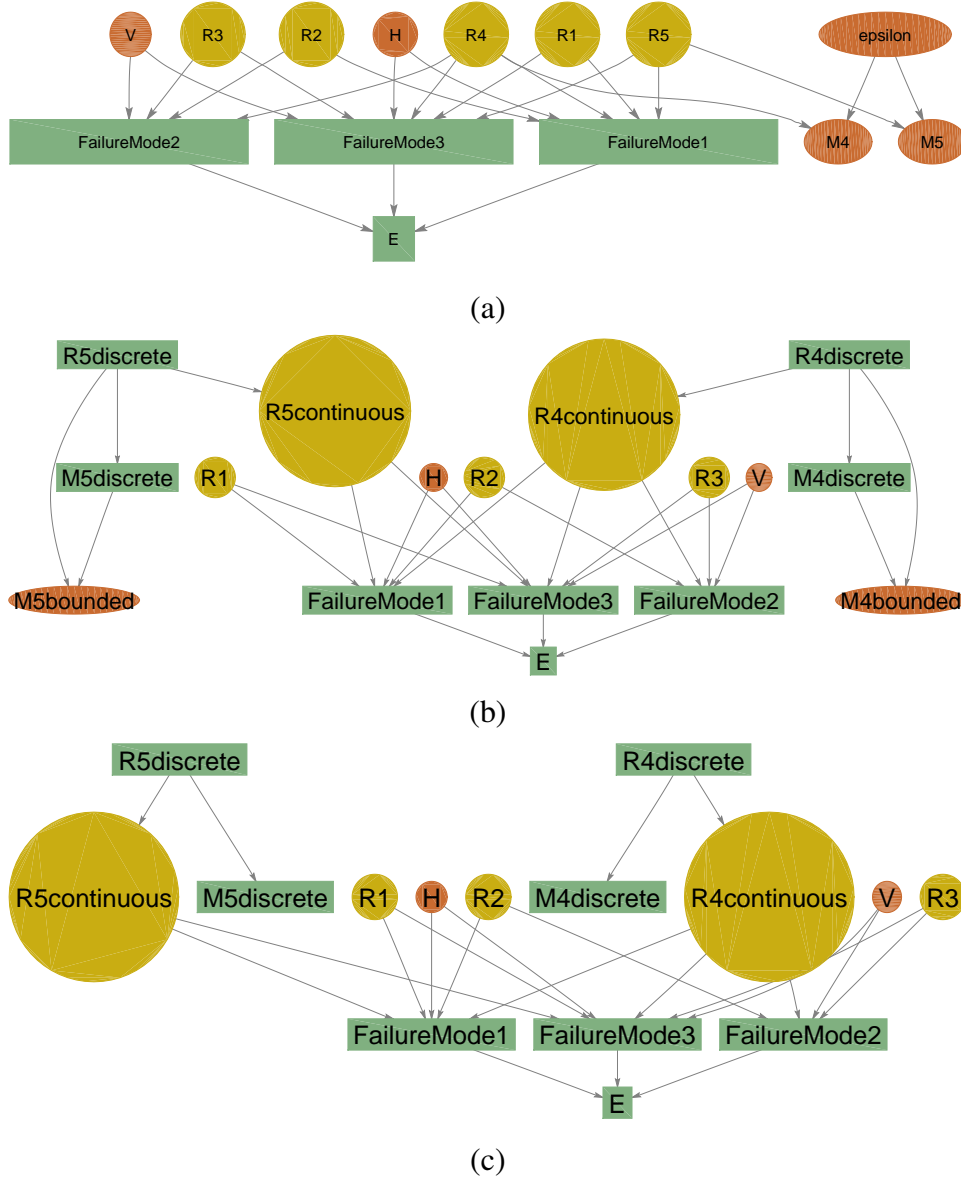 V R3 R2 H R4 R1 R5 epsilon
FailureMode2 FailureMode3 FailureMode1 M4 M5
E
(a)
R5discrete R4discrete
R5continuous R4continuous
M5discrete R1 H R2 R3 V M4discrete
M5bounded FailureMode1 FailureMode3 FailureMode2 M4bounded
E
(b)
R5discrete R4discrete
R5continuous M5discrete R1 H R2 M4discrete R4continuous V R3
FailureMode1 FailureMode3 FailureMode2
E
(c)